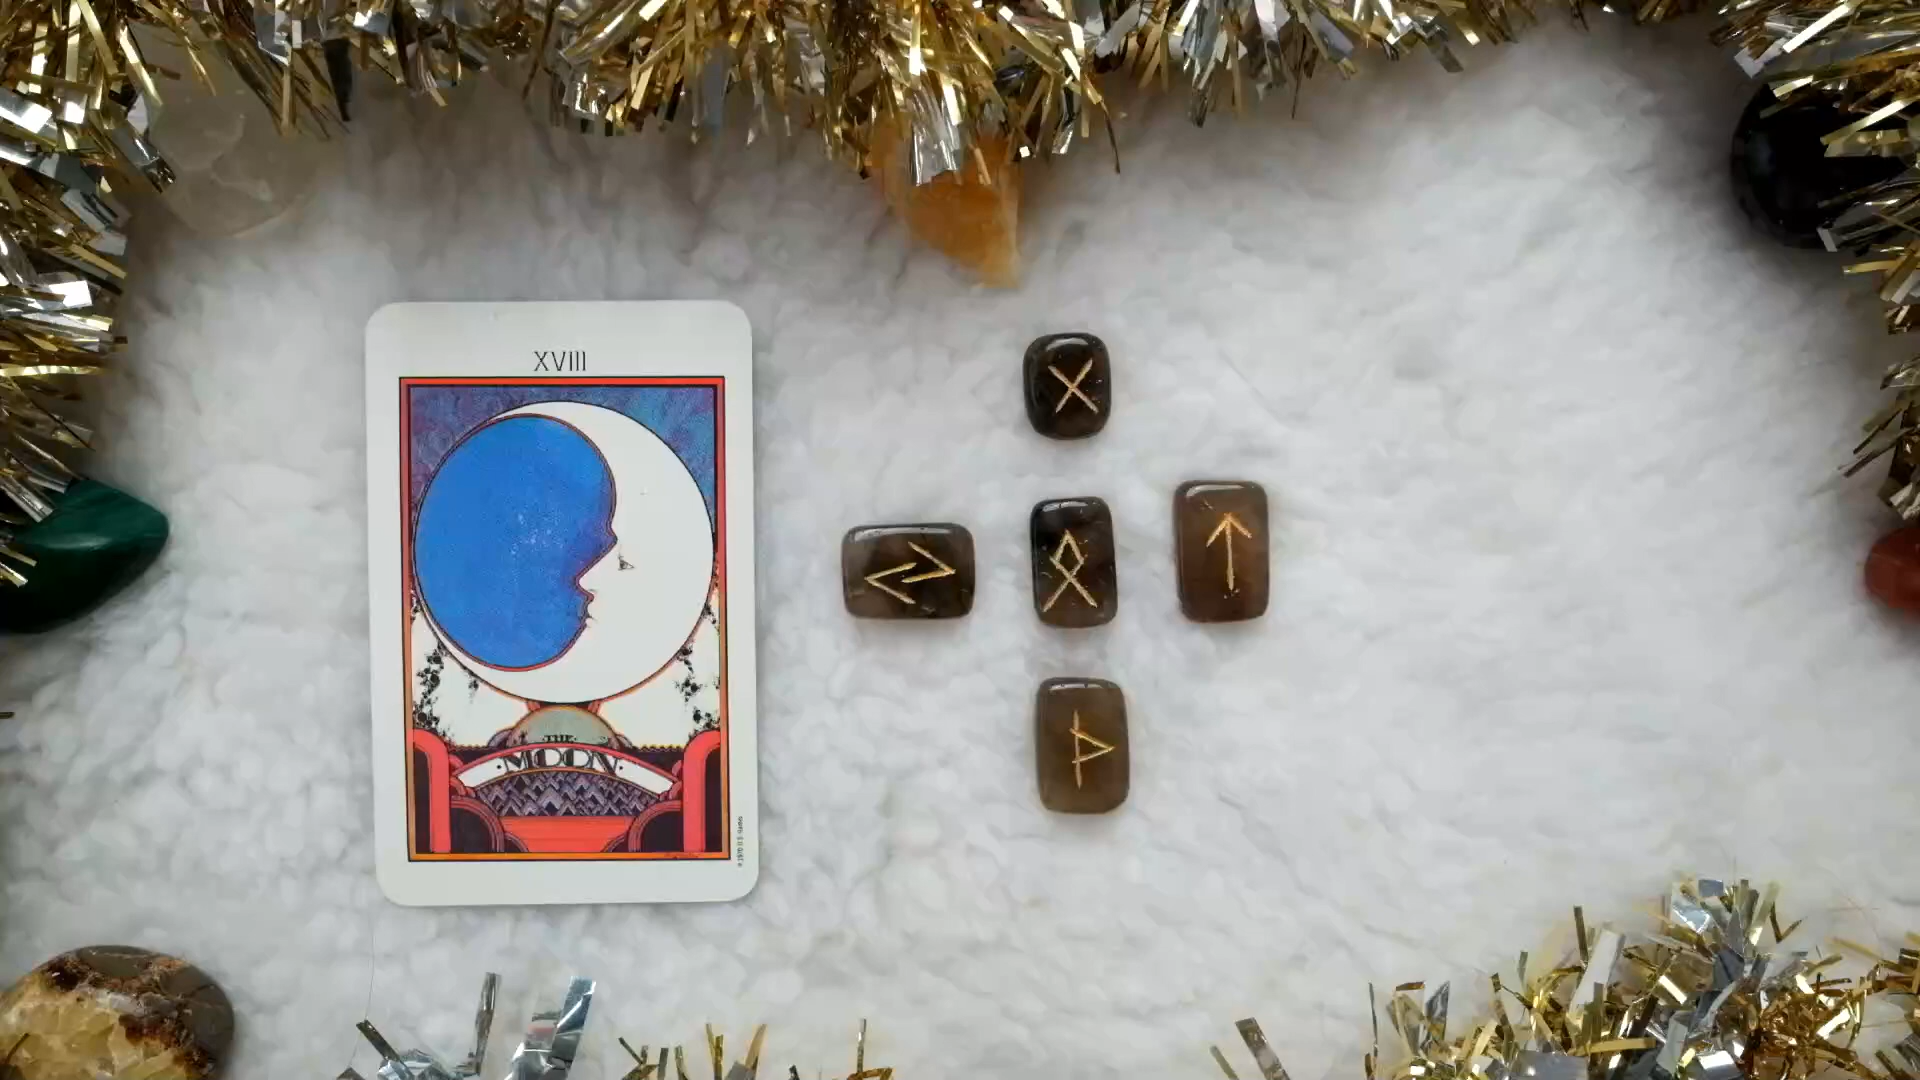 XVIII
ᚷ
ᛃ ᛟ ᛏ
ᚦ
·THE·
·MOON·